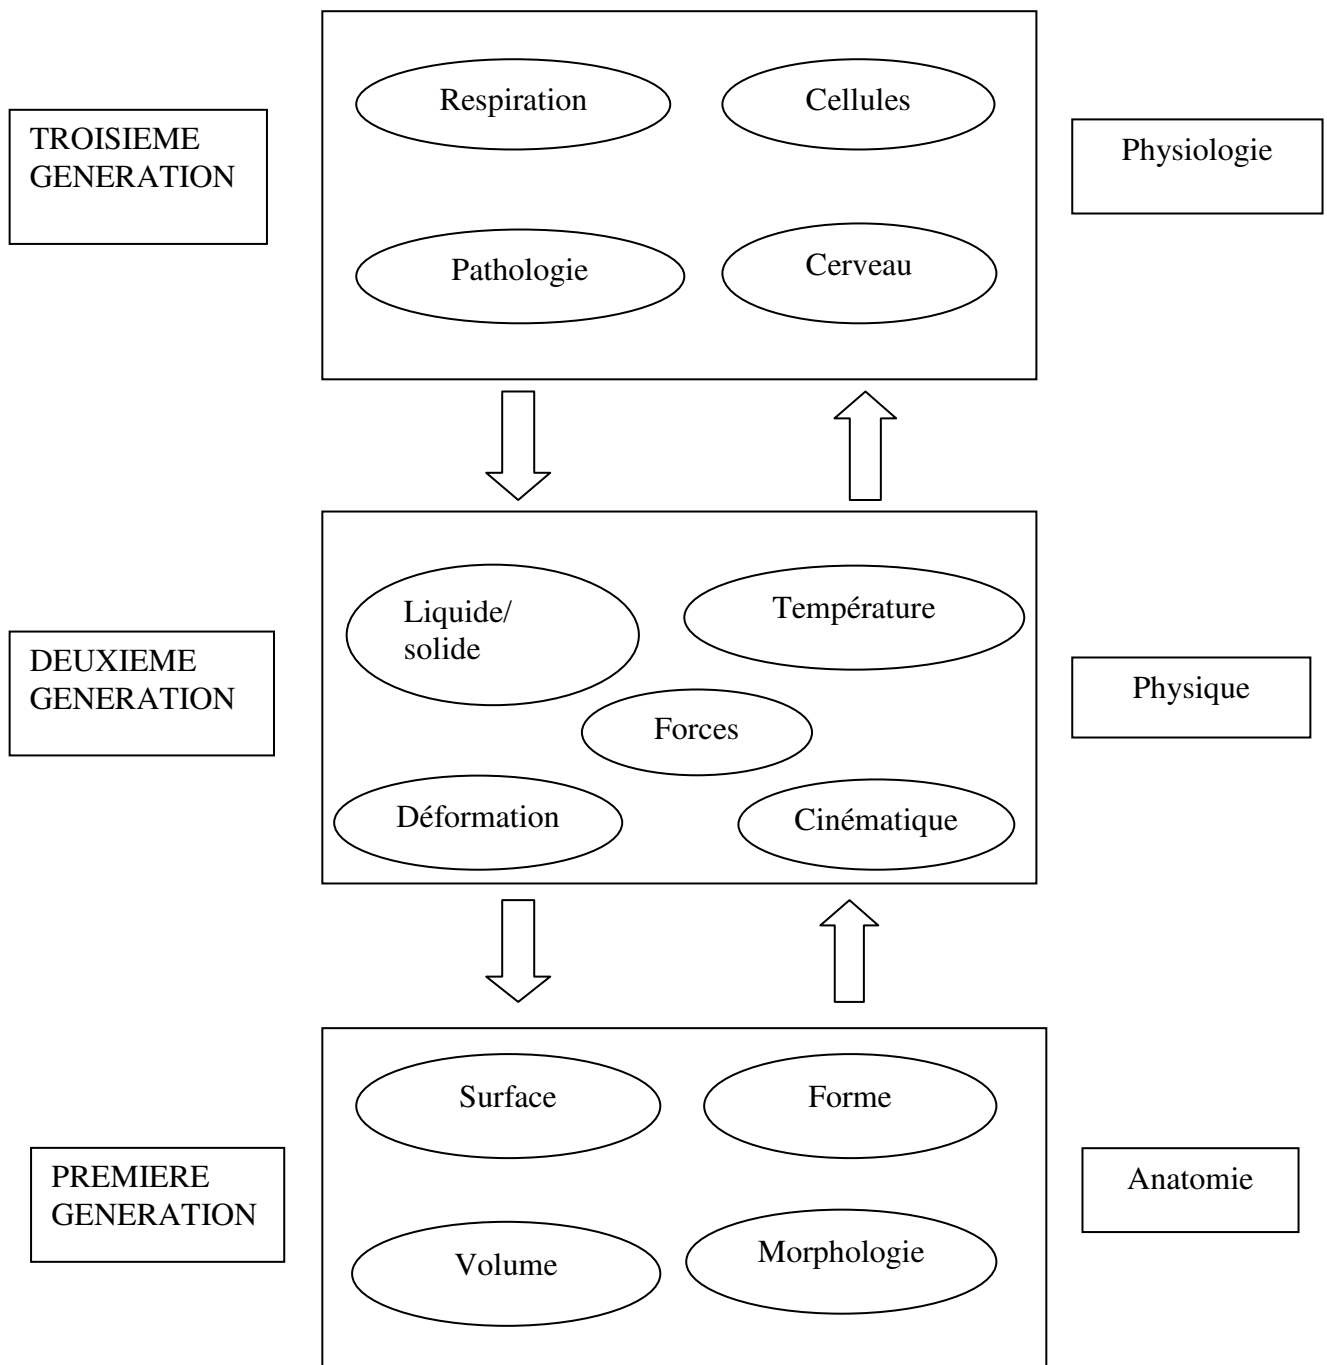 Respiration
Cellules
TROISIEME
GENERATION
Physiologie
Pathologie
Cerveau
Liquide/
solide
Température
DEUXIEME
GENERATION
Physique
Forces
Déformation
Cinématique
Surface
Forme
PREMIERE
GENERATION
Anatomie
Volume
Morphologie